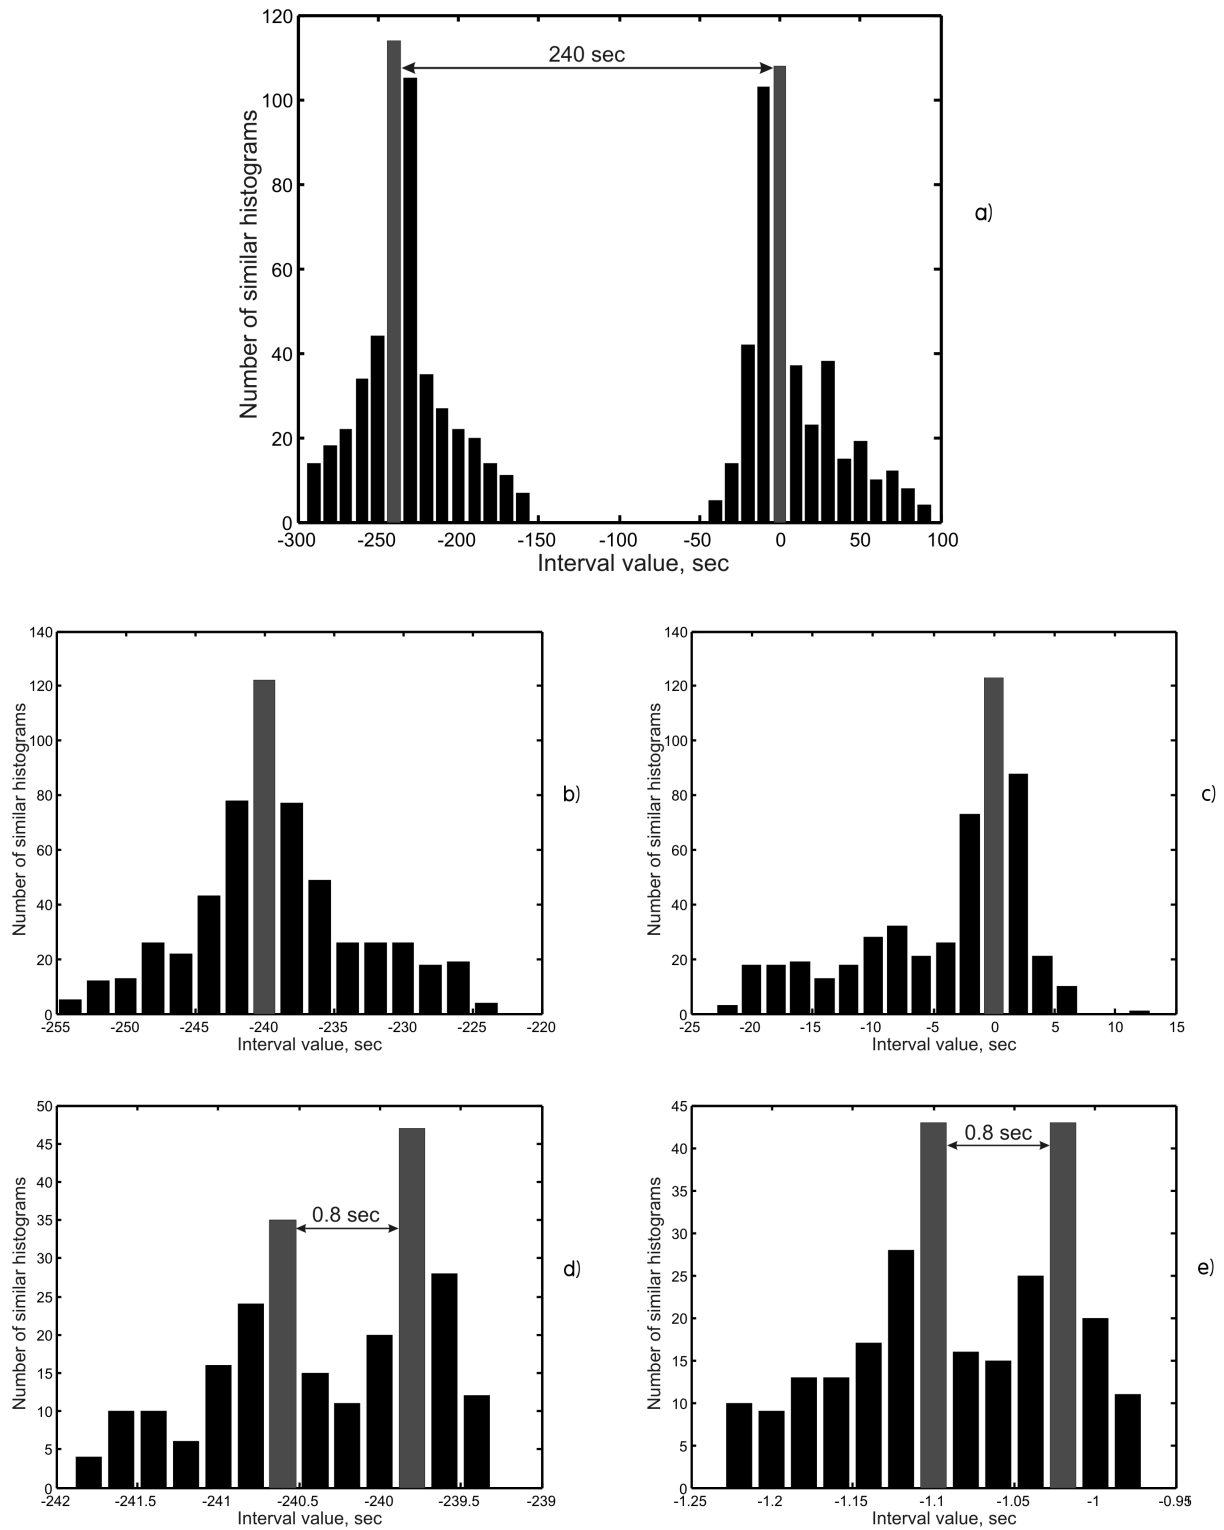 120
240 sec
100
80
a)
60
40
20
0
-300 -250 -200 -150 -100 -50 0 50 100
Number of similar histograms
Interval value, sec
140
120
100
80
b)
60
40
20
0
-255 -250 -245 -240 -235 -230 -225 -220
Number of similar histograms
Interval value, sec
140
120
100
80
c)
60
40
20
0
-25 -20 -15 -10 -5 0 5 10 15
Number of similar histograms
Interval value, sec
50
45
40
35
0.8 sec
30
d)
25
20
15
10
5
0
-242 -241.5 -241 -240.5 -240 -239.5 -239
Number of similar histograms
Interval value, sec
45
0.8 sec
40
35
30
e)
25
20
15
10
5
0
-1.25 -1.2 -1.15 -1.1 -1.05 -1 -0.95
Number of similar histograms
Interval value, sec